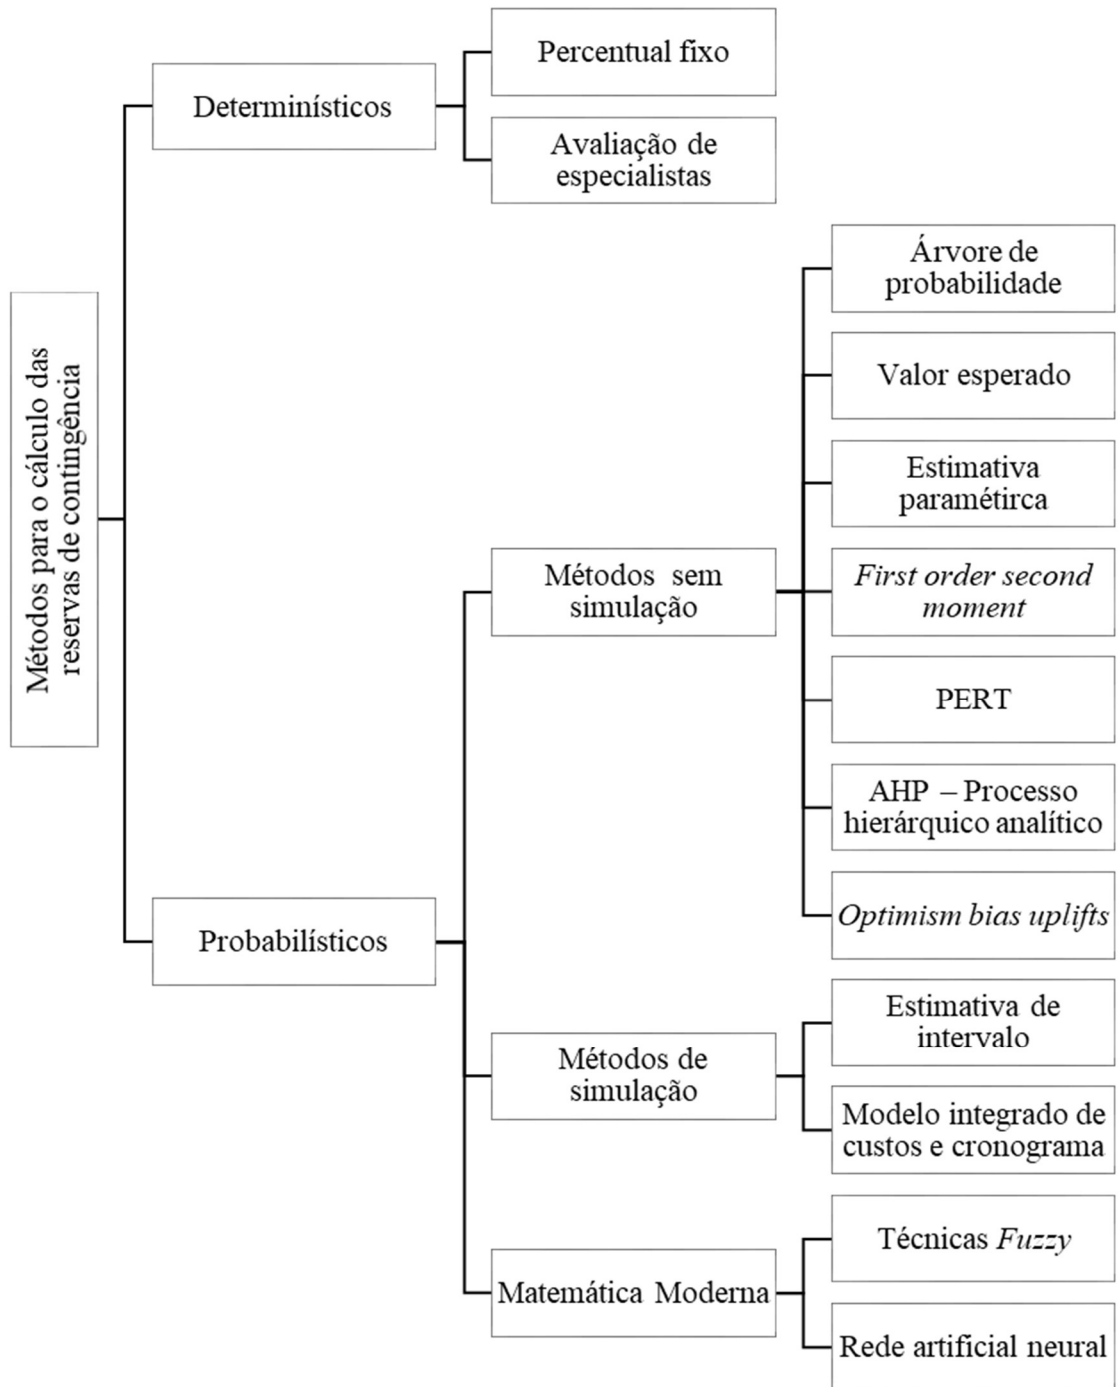 Métodos para o cálculo das
reservas de contingência
Determinísticos
Percentual fixo
Avaliação de
especialistas
Probabilísticos
Métodos sem
simulação
Árvore de
probabilidade
Valor esperado
Estimativa
paramétirca
First order second
moment
PERT
AHP – Processo
hierárquico analítico
Optimism bias uplifts
Métodos de
simulação
Estimativa de
intervalo
Modelo integrado de
custos e cronograma
Matemática Moderna
Técnicas Fuzzy
Rede artificial neural